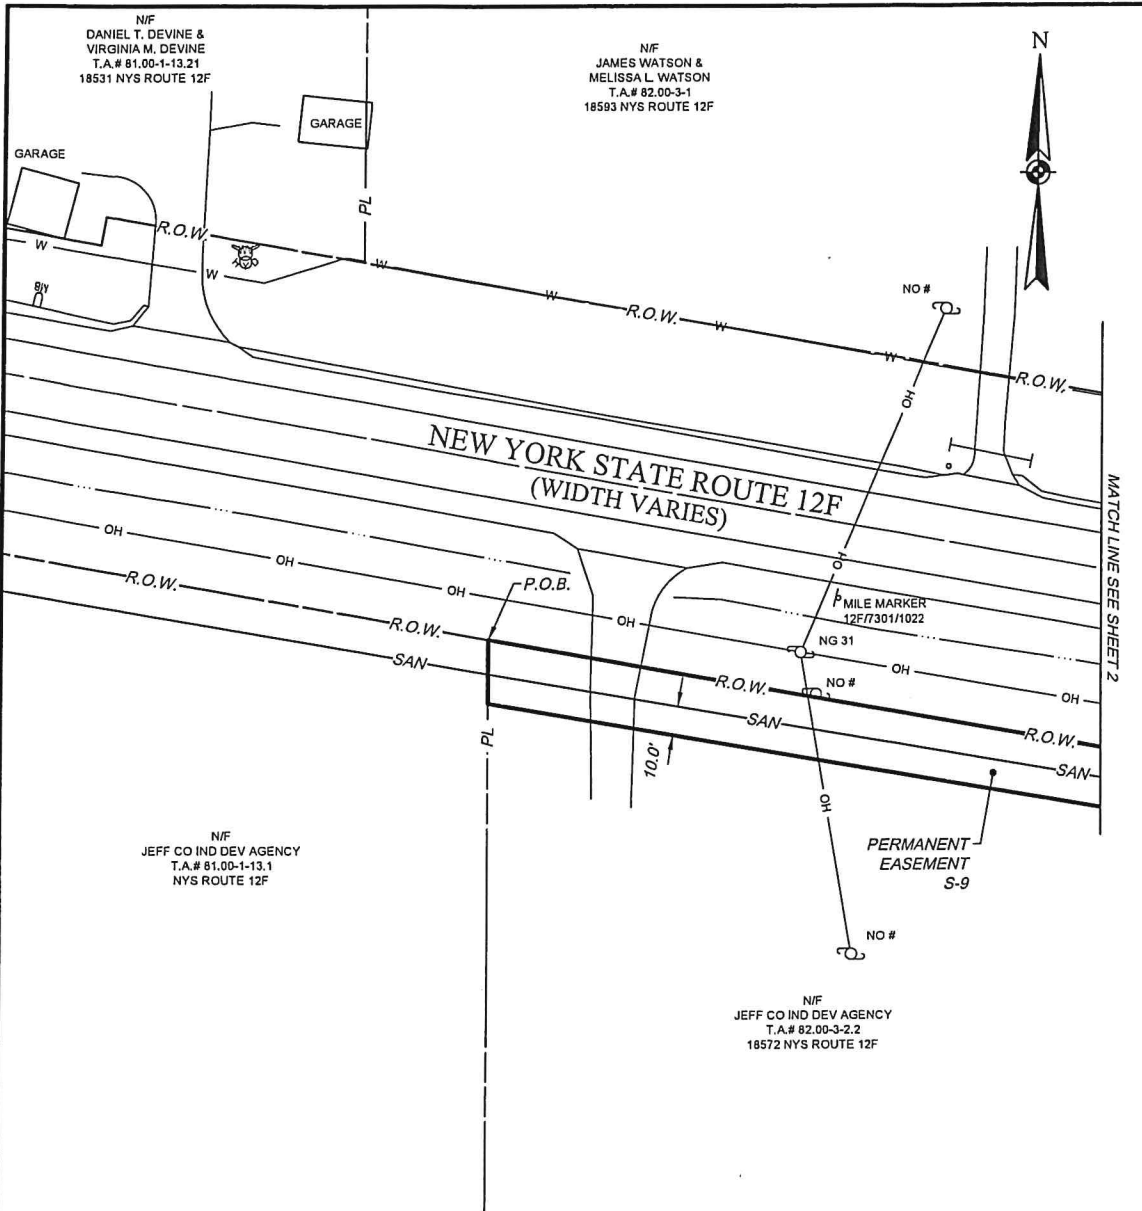 N/F
DANIEL T. DEVINE &
VIRGINIA M. DEVINE
T.A.# 81.00-1-13.21
18531 NYS ROUTE 12F
N/F
JAMES WATSON &
MELISSA L. WATSON
T.A.# 82.00-3-1
18593 NYS ROUTE 12F
N
GARAGE
GARAGE
PL
R.O.W.
W
W
W
W
W
W
R.O.W.
R.O.W.
NO #
OH
NEW YORK STATE ROUTE 12F
(WIDTH VARIES)
MATCH LINE SEE SHEET 2
OH
OH
OH
OH
OH
OH
OH
MILE MARKER
12F/7301/1022
NG 31
NO #
R.O.W.
R.O.W.
R.O.W.
R.O.W.
P.O.B.
SAN
SAN
SAN
PL
10.0'
OH
PERMANENT
EASEMENT
S-9
NO #
N/F
JEFF CO IND DEV AGENCY
T.A.# 81.00-1-13.1
NYS ROUTE 12F
N/F
JEFF CO IND DEV AGENCY
T.A.# 82.00-3-2.2
18572 NYS ROUTE 12F